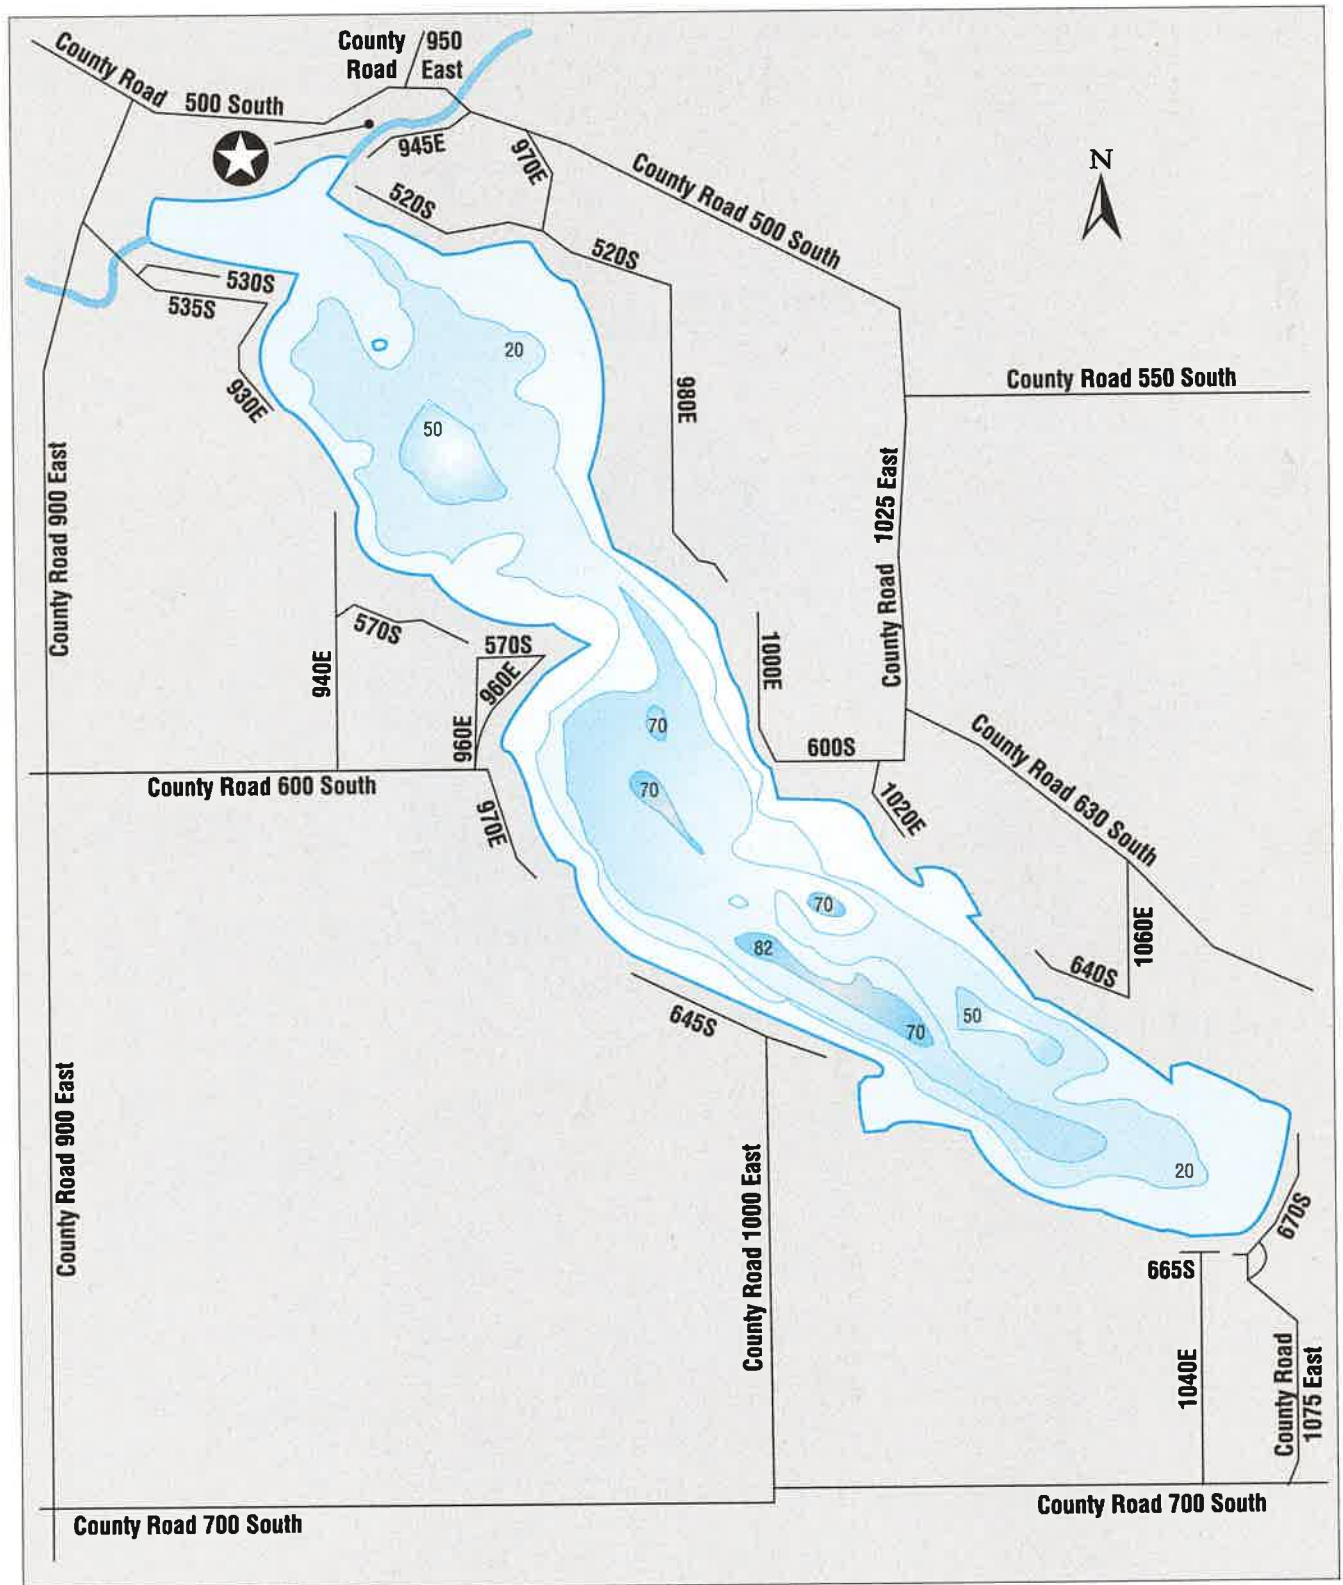 County 950
Road East
County Road 500 South
945E
970E
520S
County Road 500 South
N
520S
530S
535S
20
930E
980E
County Road 550 South
50
County Road 900 East
County Road 1025 East
570S
570S
940E
960E
960E
1000E
70
600S
County Road 600 South
70
970E
1020E
County Road 630 South
70
1060E
82
640S
645S
70
50
County Road 900 East
County Road 1000 East
20
670S
665S
1040E
County Road
1075 East
County Road 700 South
County Road 700 South